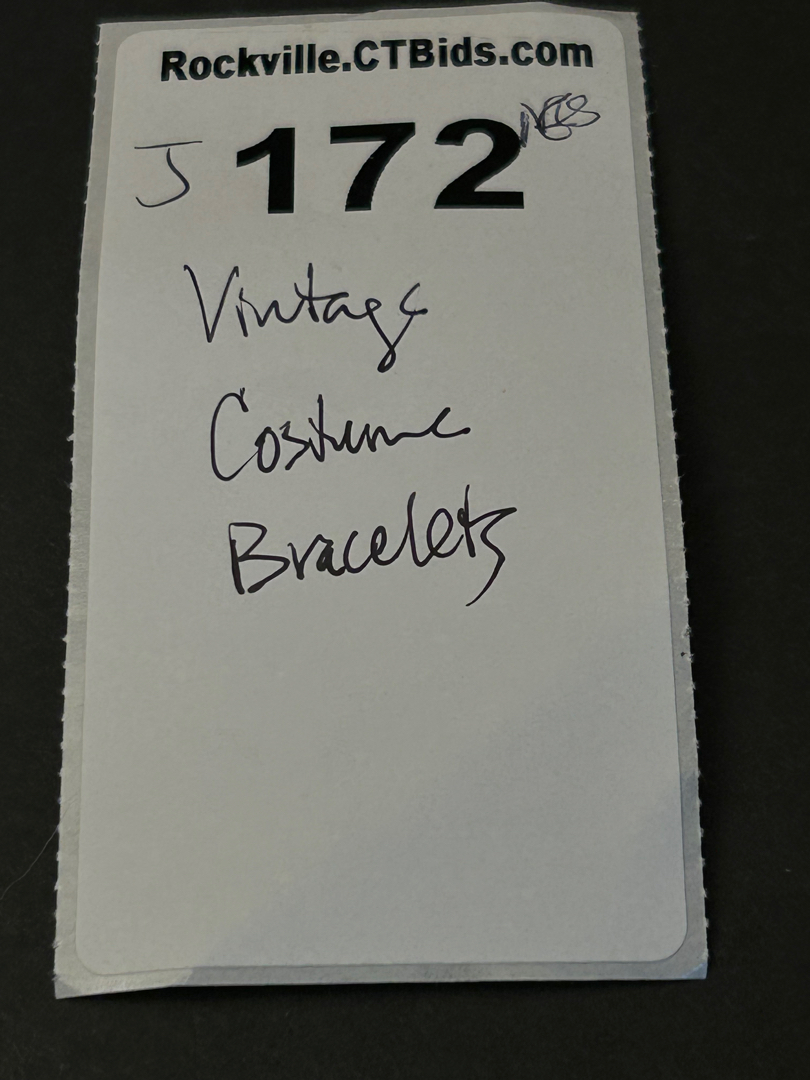 Rockville.CTBids.com
J 172
Vintage
Costume
Bracelets